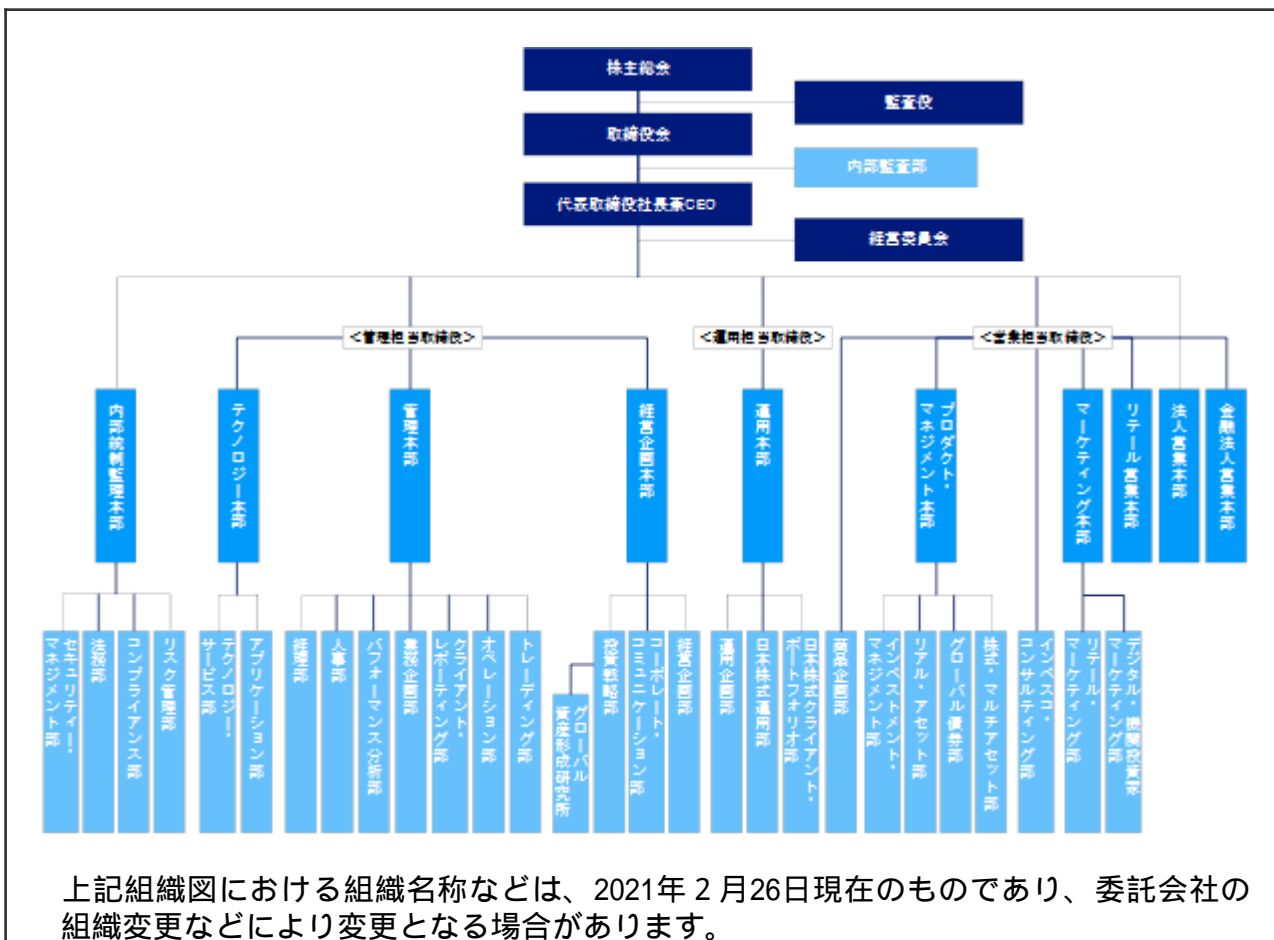 株主総会
監査役
取締役会
内部監査部
代表取締役社長兼CEO
経営委員会
<管理担当取締役>
<運用担当取締役>
<営業担当取締役>
内部統制監理本部
テクノロジー本部
管理本部
経営企画本部
運用本部
プロダクト・
マネジメント本部
マーケティング本部
リテール営業本部
法人営業本部
金融法人営業本部
セキュリティー・
マネジメント部
法務部
コンプライアンス部
リスク管理部
テクノロジー・
サービス部
アプリケーション部
経理部
人事部
パフォーマンス分析部
業務企画部
クライアント・
レポーティング部
オペレーション部
トレーディング部
グローバル
資産形成研究所
投資戦略部
コーポレート・
コミュニケーション部
経営企画部
運用企画部
日本株式運用部
日本株式クライアント・
ポートフォリオ部
商品企画部
インベストメント・
マネジメント部
リアル・アセット部
グローバル債券部
株式・マルチアセット部
インベスコ・
コンサルティング部
リテール・
マーケティング部
デジタル・機関投資家
マーケティング部
上記組織図における組織名称などは、2021年2月26日現在のものであり、委託会社の
組織変更などにより変更となる場合があります。